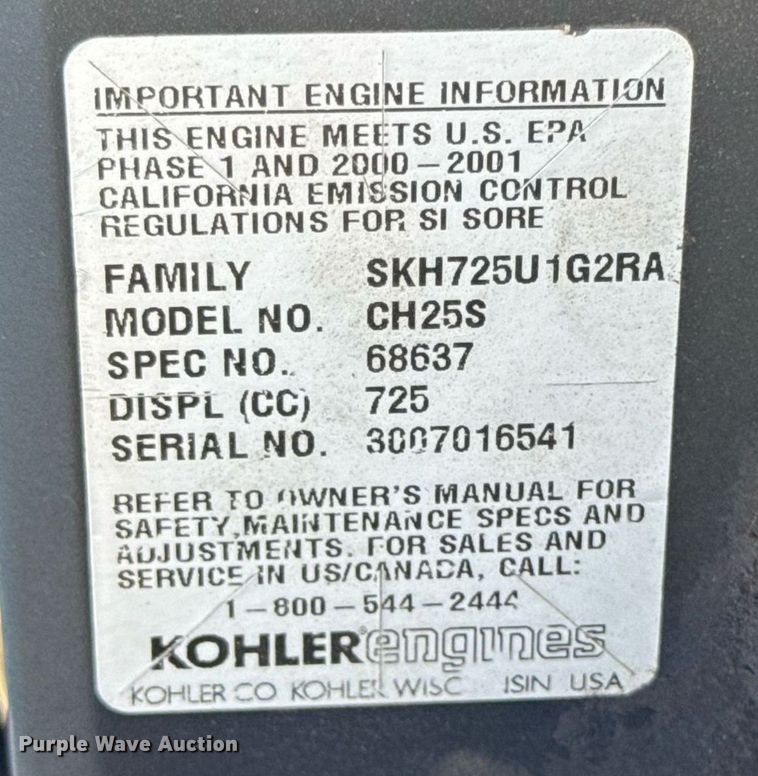 IMPORTANT ENGINE INFORMATION
THIS ENGINE MEETS U.S. EPA
PHASE 1 AND 2000–2001
CALIFORNIA EMISSION CONTROL
REGULATIONS FOR SI SORE
FAMILY SKH725U1G2RA
MODEL NO. CH25S
SPEC NO. 68637
DISPL (CC) 725
SERIAL NO. 3007016541
REFER TO OWNER'S MANUAL FOR
SAFETY,MAINTENANCE SPECS AND
ADJUSTMENTS. FOR SALES AND
SERVICE IN US/CANADA, CALL:
1–800–544–2444
KOHLER engines
KOHLER CO KOHLER WISC ISIN USA
Purple Wave Auction